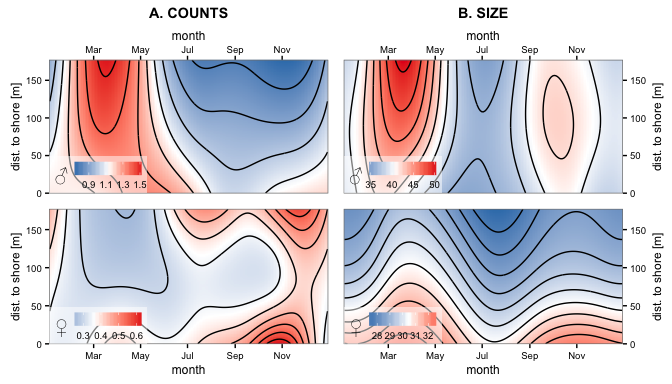 A. COUNTS
B. SIZE
month
month
Mar May Jul Sep Nov
Mar May Jul Sep Nov
dist. to shore [m]
150
100
50
0
♂
0.9 1.1 1.3 1.5
♂
35 40 45 50
150
100
50
0
dist. to shore [m]
dist. to shore [m]
150
100
50
0
♀
0.3 0.4 0.5 0.6
♀
28 29 30 31 32
150
100
50
0
dist. to shore [m]
Mar May Jul Sep Nov
Mar May Jul Sep Nov
month
month